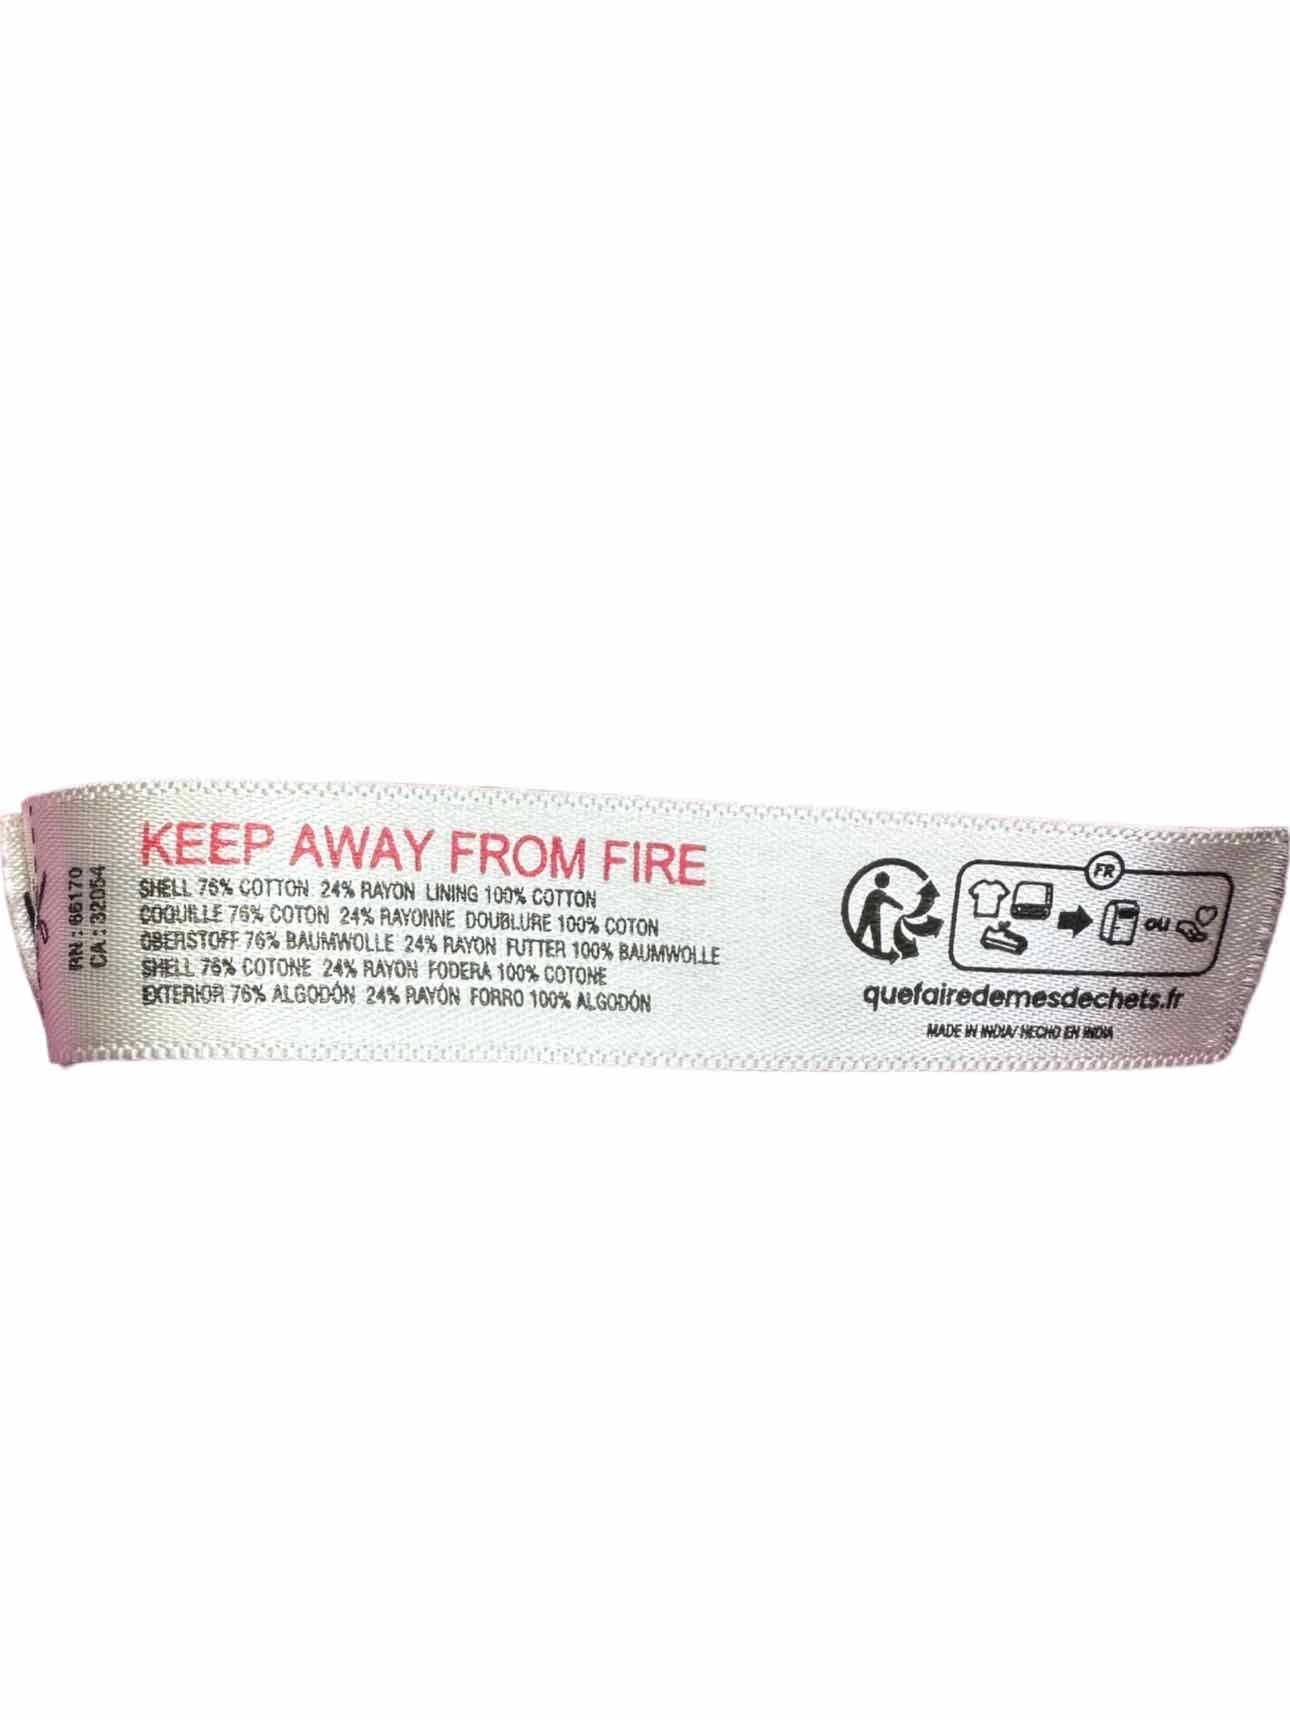 RN : 66170
CA : 32054
KEEP AWAY FROM FIRE
SHELL 76% COTTON 24% RAYON LINING 100% COTTON
COQUILLE 76% COTON 24% RAYONNE DOUBLURE 100% COTON
OBERSTOFF 76% BAUMWOLLE 24% RAYON FUTTER 100% BAUMWOLLE
SHELL 76% COTONE 24% RAYON FODERA 100% COTONE
EXTERIOR 76% ALGODÓN 24% RAYÓN FORRO 100% ALGODÓN
FR
ou
quefairedemesdechets.fr
MADE IN INDIA/ HECHO EN INDIA